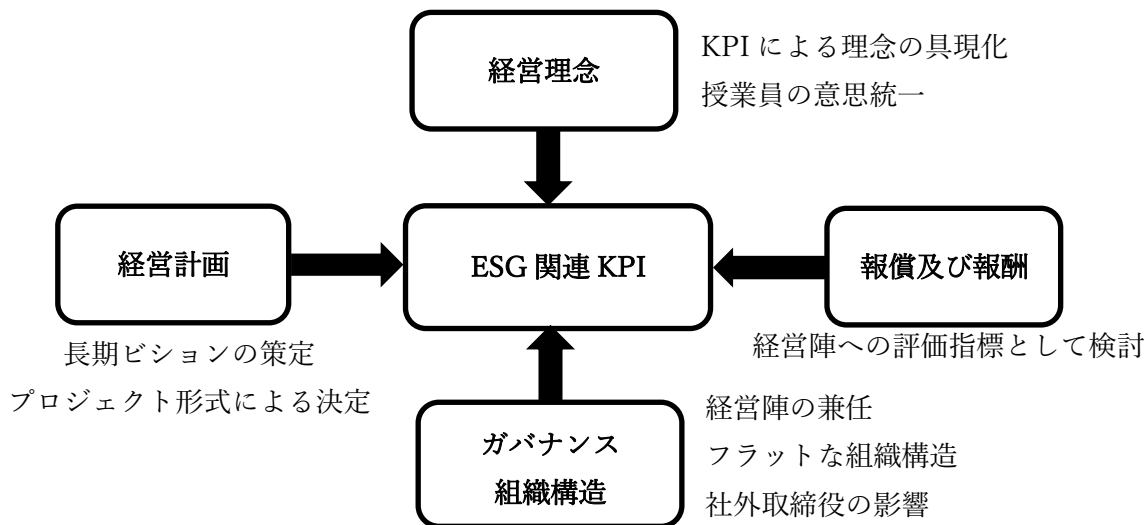 経営理念
KPI による理念の具現化
授業員の意思統一
経営計画
ESG 関連 KPI
報償及び報酬
長期ビションの策定
プロジェクト形式による決定
経営陣への評価指標として検討
ガバナンス
組織構造
経営陣の兼任
フラットな組織構造
社外取締役の影響